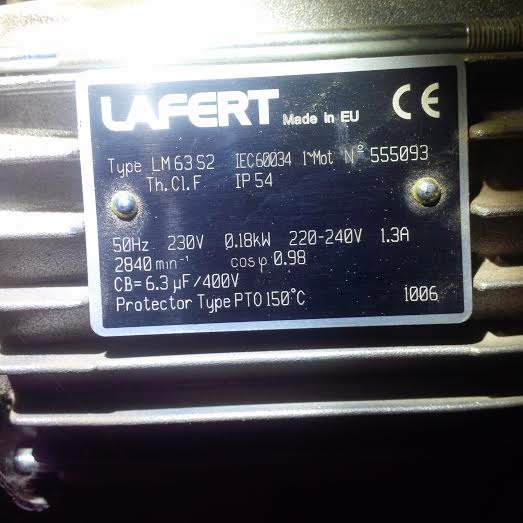 LAFERT Made in EU CE
Type LM 63 S2 IEC60034 1~Mot N° 555093
Th.Cl.F IP 54
50Hz 230V 0.18kW 220-240V 1.3A
2840 min⁻¹ cos φ 0.98
CB= 6.3 µF/400V
Protector Type PTO 150°C 1006